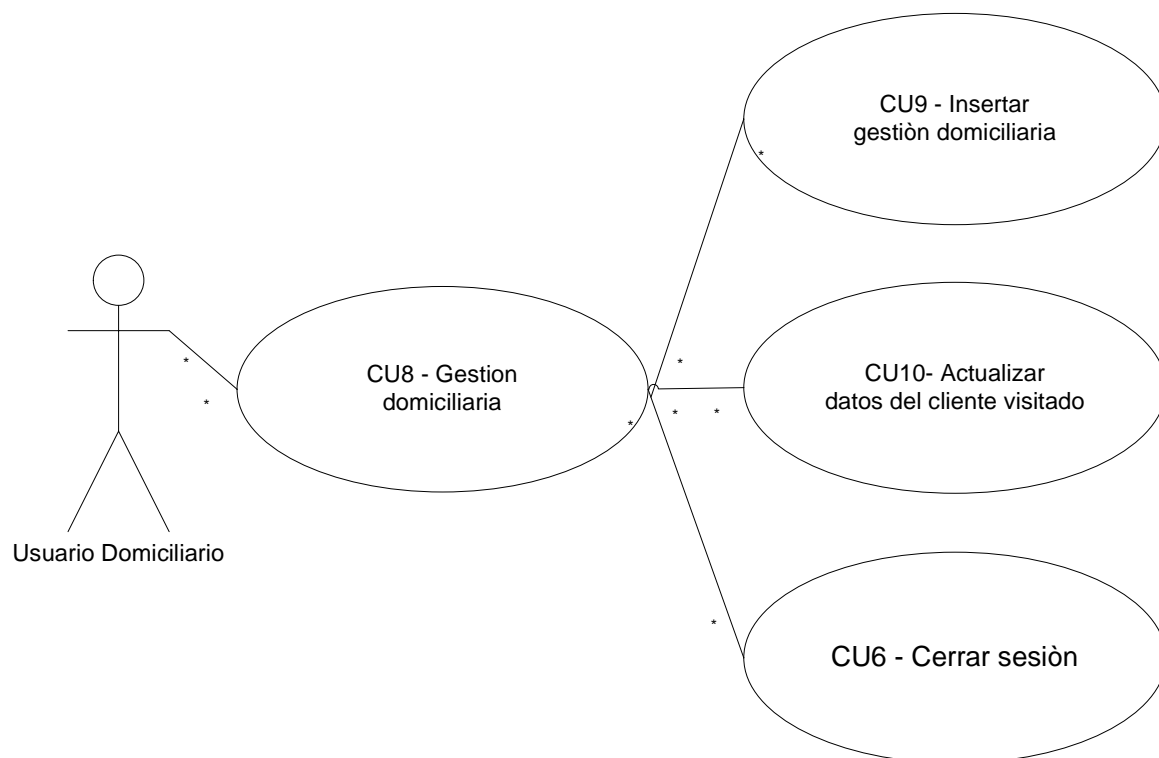 CU9 - Insertar
gestiòn domiciliaria
*
CU8 - Gestion
domiciliaria
*
*
*
CU10- Actualizar
datos del cliente visitado
*
*
*
Usuario Domiciliario
*
CU6 - Cerrar sesiòn